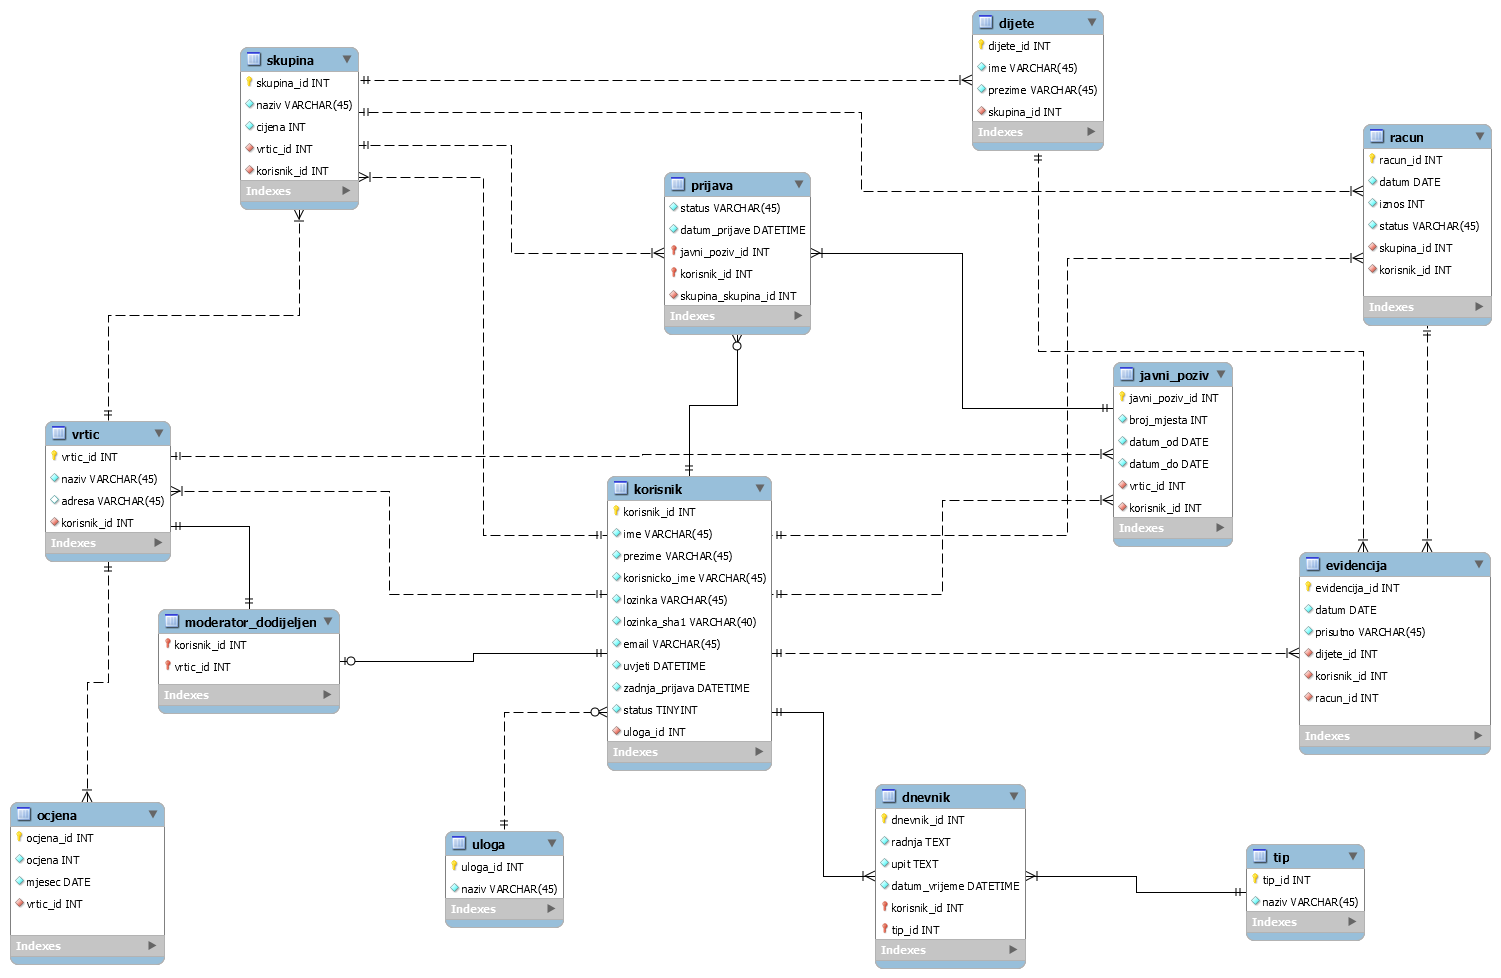 dijete
dijete_id INT
ime VARCHAR(45)
prezime VARCHAR(45)
skupina_id INT
Indexes
skupina
skupina_id INT
naziv VARCHAR(45)
cijena INT
vrtic_id INT
korisnik_id INT
Indexes
racun
racun_id INT
datum DATE
iznos INT
status VARCHAR(45)
skupina_id INT
korisnik_id INT
Indexes
prijava
status VARCHAR(45)
datum_prijave DATETIME
javni_poziv_id INT
korisnik_id INT
skupina_skupina_id INT
Indexes
javni_poziv
javni_poziv_id INT
broj_mjesta INT
datum_od DATE
datum_do DATE
vrtic_id INT
korisnik_id INT
Indexes
vrtic
vrtic_id INT
naziv VARCHAR(45)
adresa VARCHAR(45)
korisnik_id INT
Indexes
korisnik
korisnik_id INT
ime VARCHAR(45)
prezime VARCHAR(45)
korisnicko_ime VARCHAR(45)
lozinka VARCHAR(45)
lozinka_sha1 VARCHAR(40)
email VARCHAR(45)
uvjeti DATETIME
zadnja_prijava DATETIME
status TINYINT
uloga_id INT
Indexes
evidencija
evidencija_id INT
datum DATE
prisutno VARCHAR(45)
dijete_id INT
korisnik_id INT
racun_id INT
Indexes
moderator_dodijeljen
korisnik_id INT
vrtic_id INT
Indexes
ocjena
ocjena_id INT
ocjena INT
mjesec DATE
vrtic_id INT
Indexes
uloga
uloga_id INT
naziv VARCHAR(45)
Indexes
dnevnik
dnevnik_id INT
radnja TEXT
upit TEXT
datum_vrijeme DATETIME
korisnik_id INT
tip_id INT
Indexes
tip
tip_id INT
naziv VARCHAR(45)
Indexes